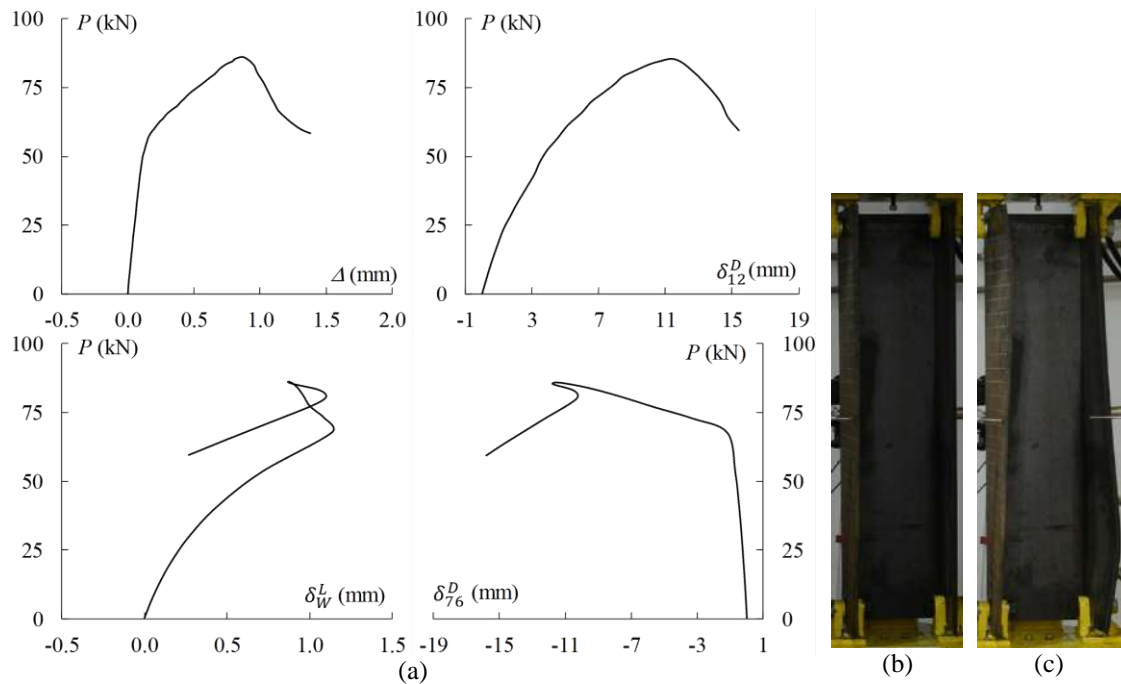 100
P (kN)
75
50
25
0
Δ (mm)
-0.5 0.0 0.5 1.0 1.5 2.0
100
P (kN)
75
50
25
0
δ₁₂ᴰ (mm)
-1 3 7 11 15 19
100
P (kN)
75
50
25
0
δ_Wᴸ (mm)
-0.5 0.0 0.5 1.0 1.5
P (kN)
100
75
50
25
0
δ₇₆ᴰ (mm)
-19 -15 -11 -7 -3 1
(a)
(b)
(c)